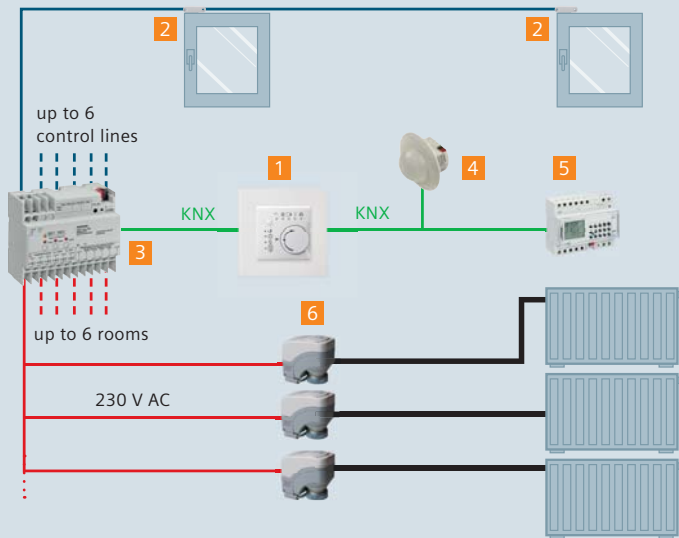 2
2
up to 6
control lines
1
4
5
KNX
KNX
3
up to 6 rooms
6
230 V AC